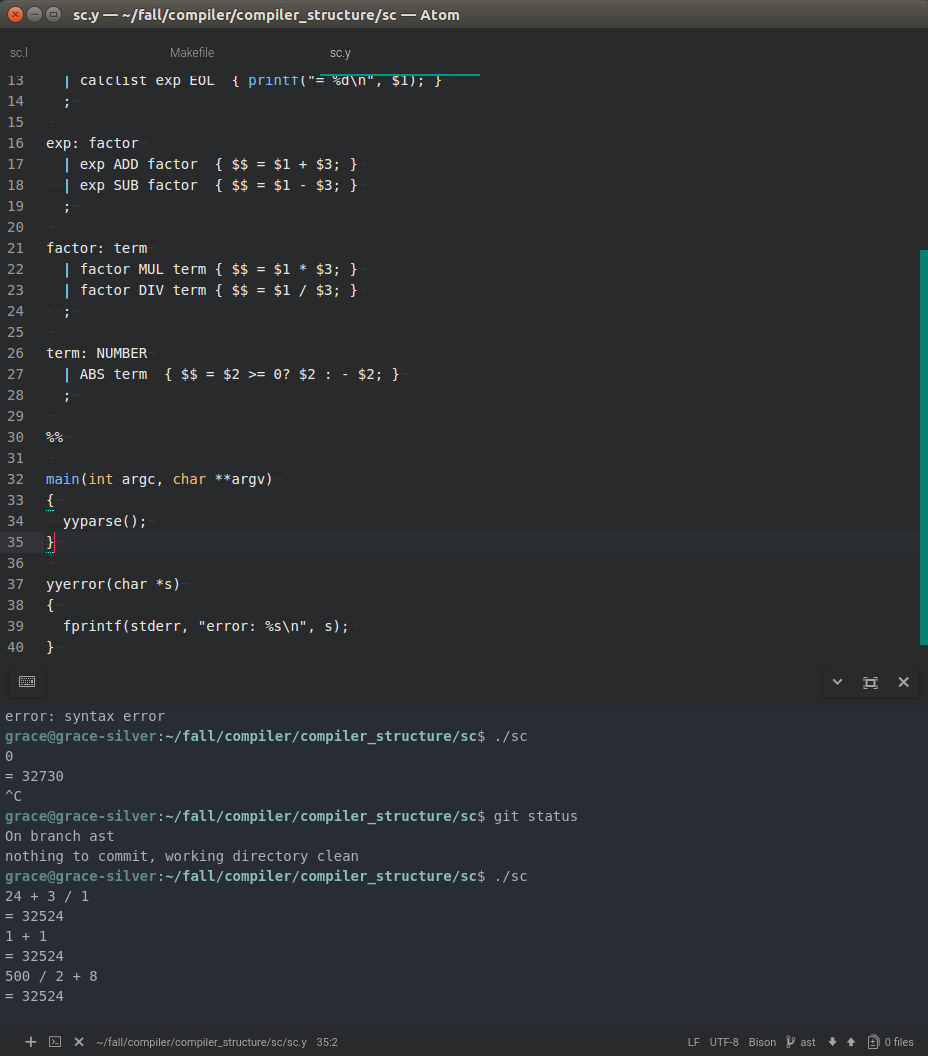 sc.y — ~/fall/compiler/compiler_structure/sc — Atom
sc.l Makefile sc.y
13 | calclist exp EOL { printf("= %d\n", $1); }
14 ;
15
16 exp: factor
17 | exp ADD factor { $$ = $1 + $3; }
18 | exp SUB factor { $$ = $1 - $3; }
19 ;
20
21 factor: term
22 | factor MUL term { $$ = $1 * $3; }
23 | factor DIV term { $$ = $1 / $3; }
24 ;
25
26 term: NUMBER
27 | ABS term { $$ = $2 >= 0? $2 : - $2; }
28 ;
29
30 %%
31
32 main(int argc, char **argv)
33 {
34 yyparse();
35 }
36
37 yyerror(char *s)
38 {
39 fprintf(stderr, "error: %s\n", s);
40 }
error: syntax error
grace@grace-silver:~/fall/compiler/compiler_structure/sc$ ./sc
0
= 32730
^C
grace@grace-silver:~/fall/compiler/compiler_structure/sc$ git status
On branch ast
nothing to commit, working directory clean
grace@grace-silver:~/fall/compiler/compiler_structure/sc$ ./sc
24 + 3 / 1
= 32524
1 + 1
= 32524
500 / 2 + 8
= 32524
~/fall/compiler/compiler_structure/sc/sc.y 35:2 LF UTF-8 Bison ast 0 files